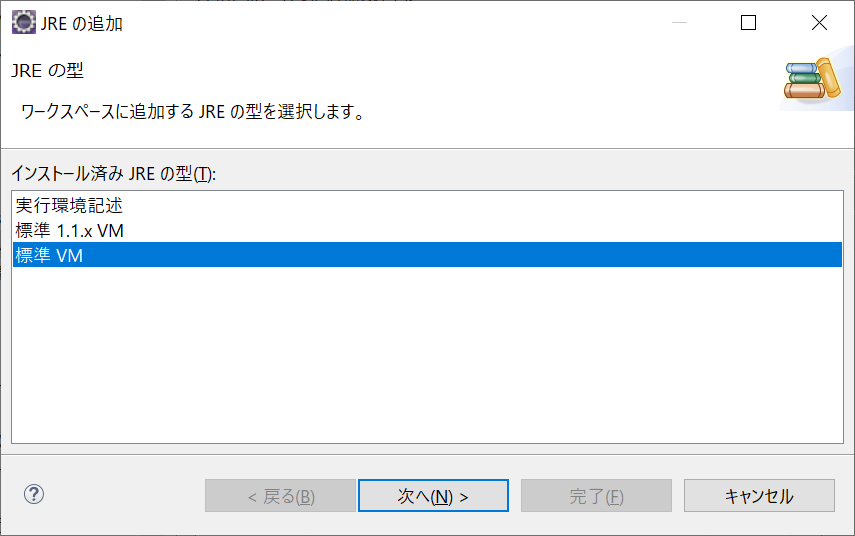 JRE の追加
JRE の型
ワークスペースに追加する JRE の型を選択します。
インストール済み JRE の型(T):
実行環境記述
標準 1.1.x VM
標準 VM
?
< 戻る(B)
次へ(N) >
完了(F)
キャンセル